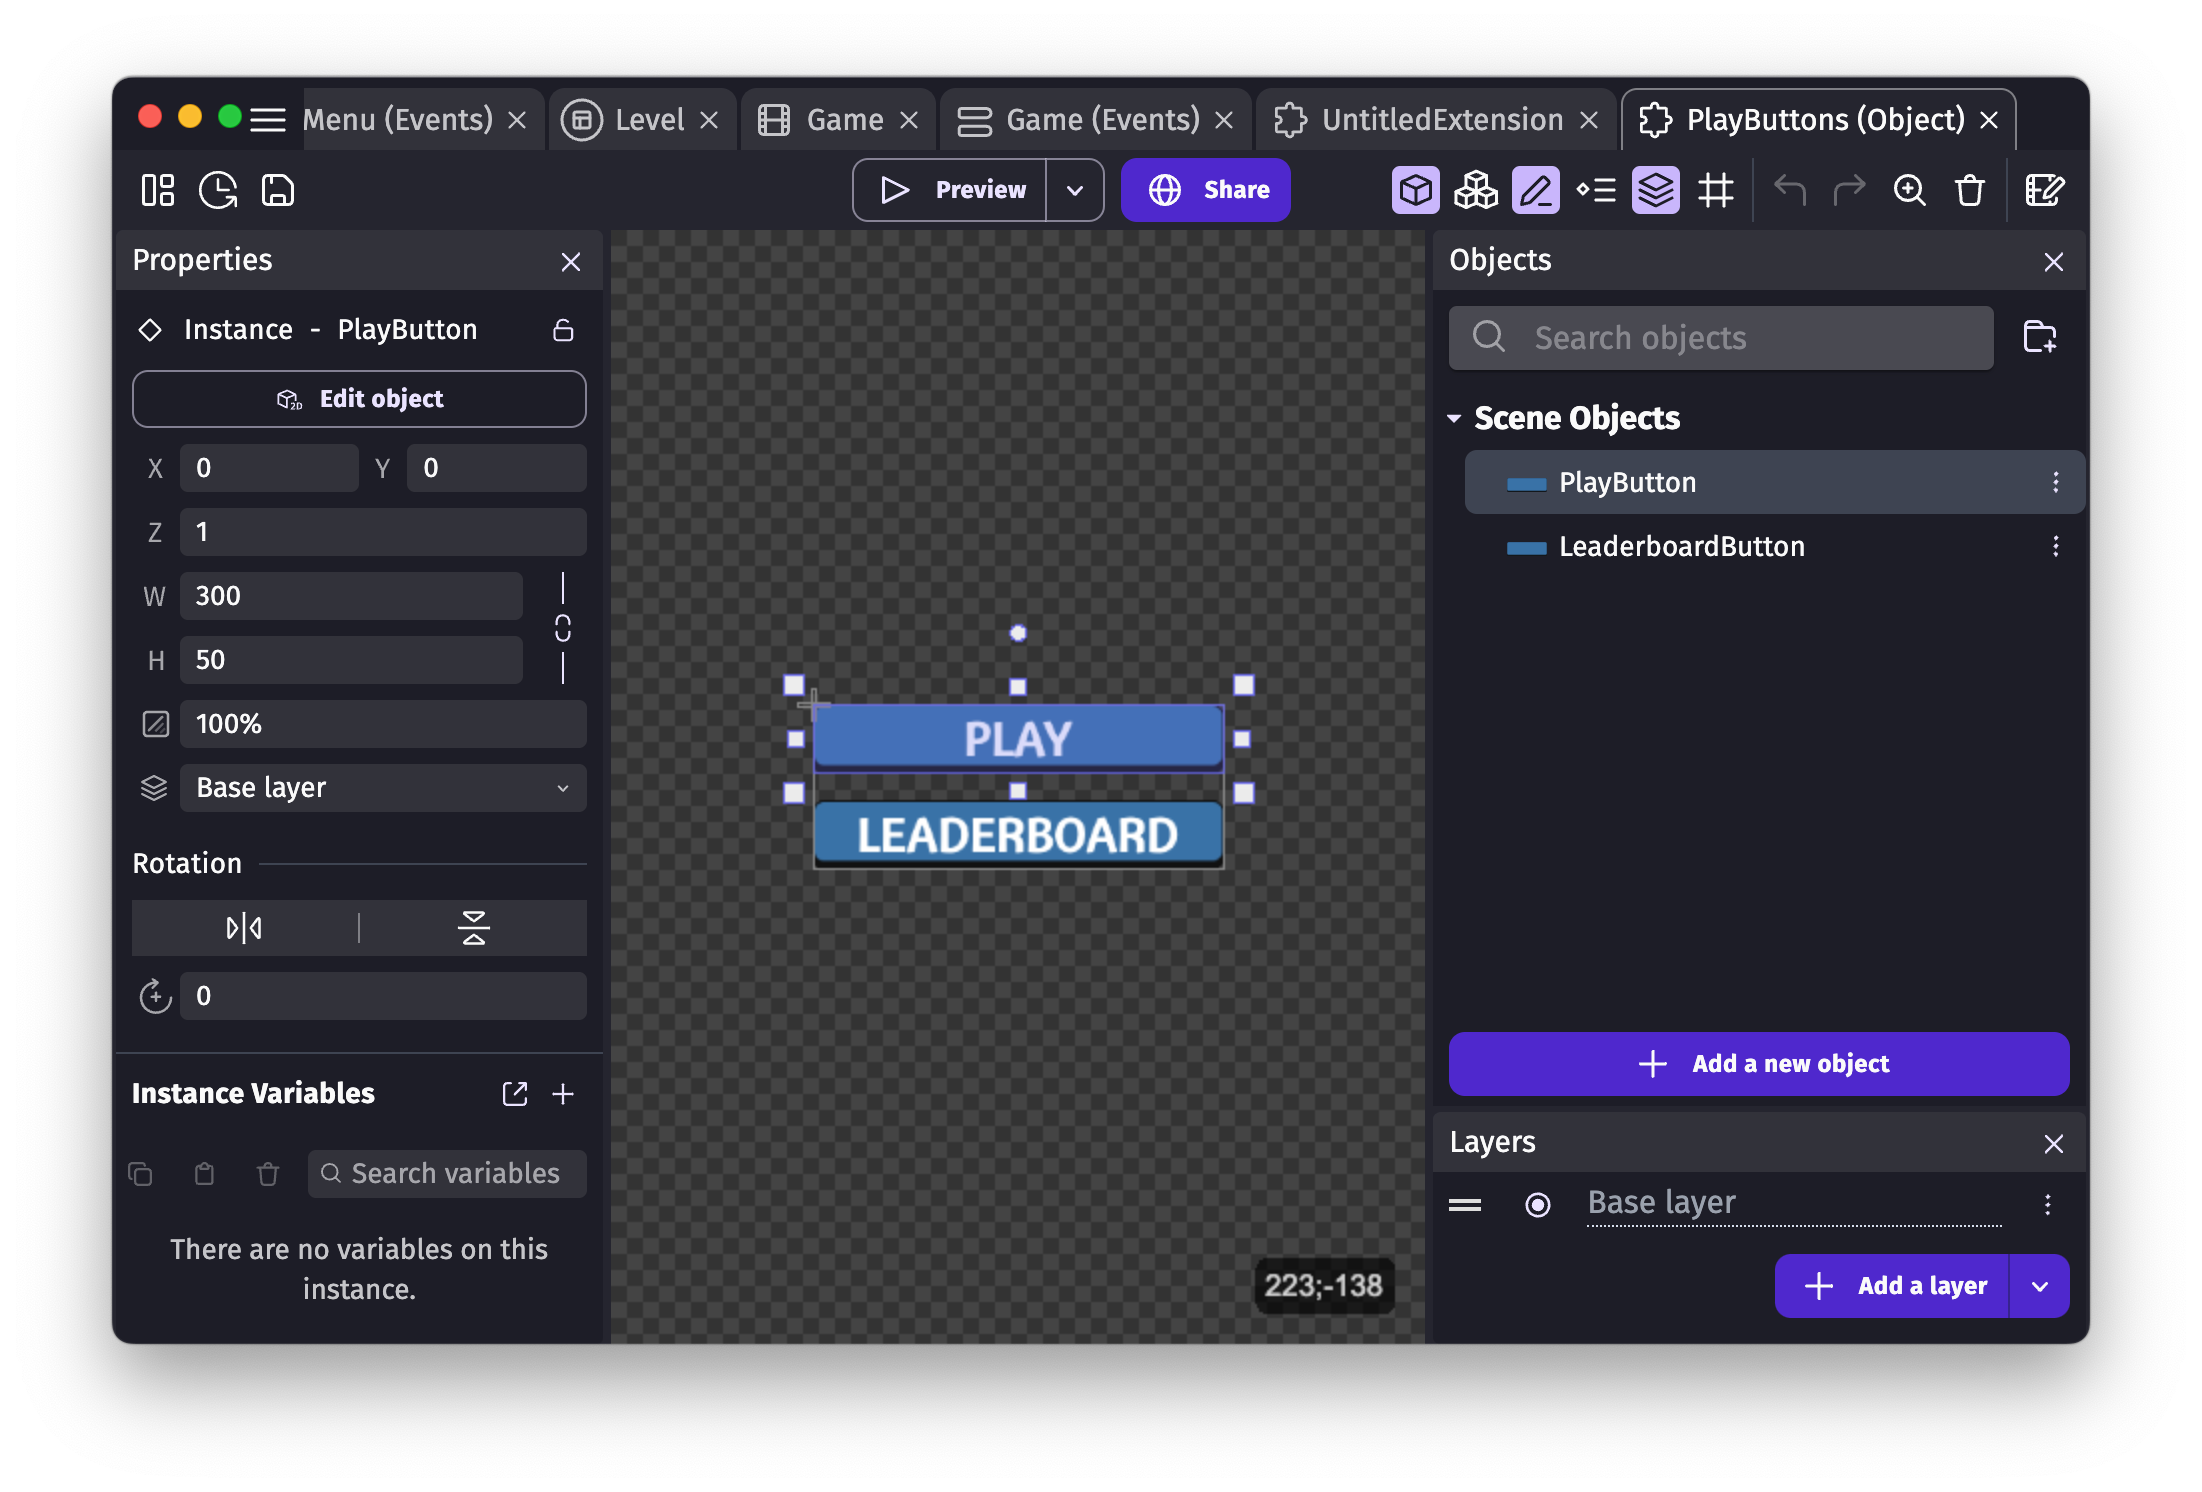 Menu (Events)
Level
Game
Game (Events)
UntitledExtension
PlayButtons (Object)
Preview
Share
Properties
Instance - PlayButton
Edit object
2D
X 0 Y 0
Z 1
W 300
H 50
100%
Base layer
Rotation
0
Instance Variables
Search variables
There are no variables on this
instance.
PLAY
LEADERBOARD
223;-138
Objects
Search objects
Scene Objects
PlayButton
LeaderboardButton
Add a new object
Layers
Base layer
Add a layer